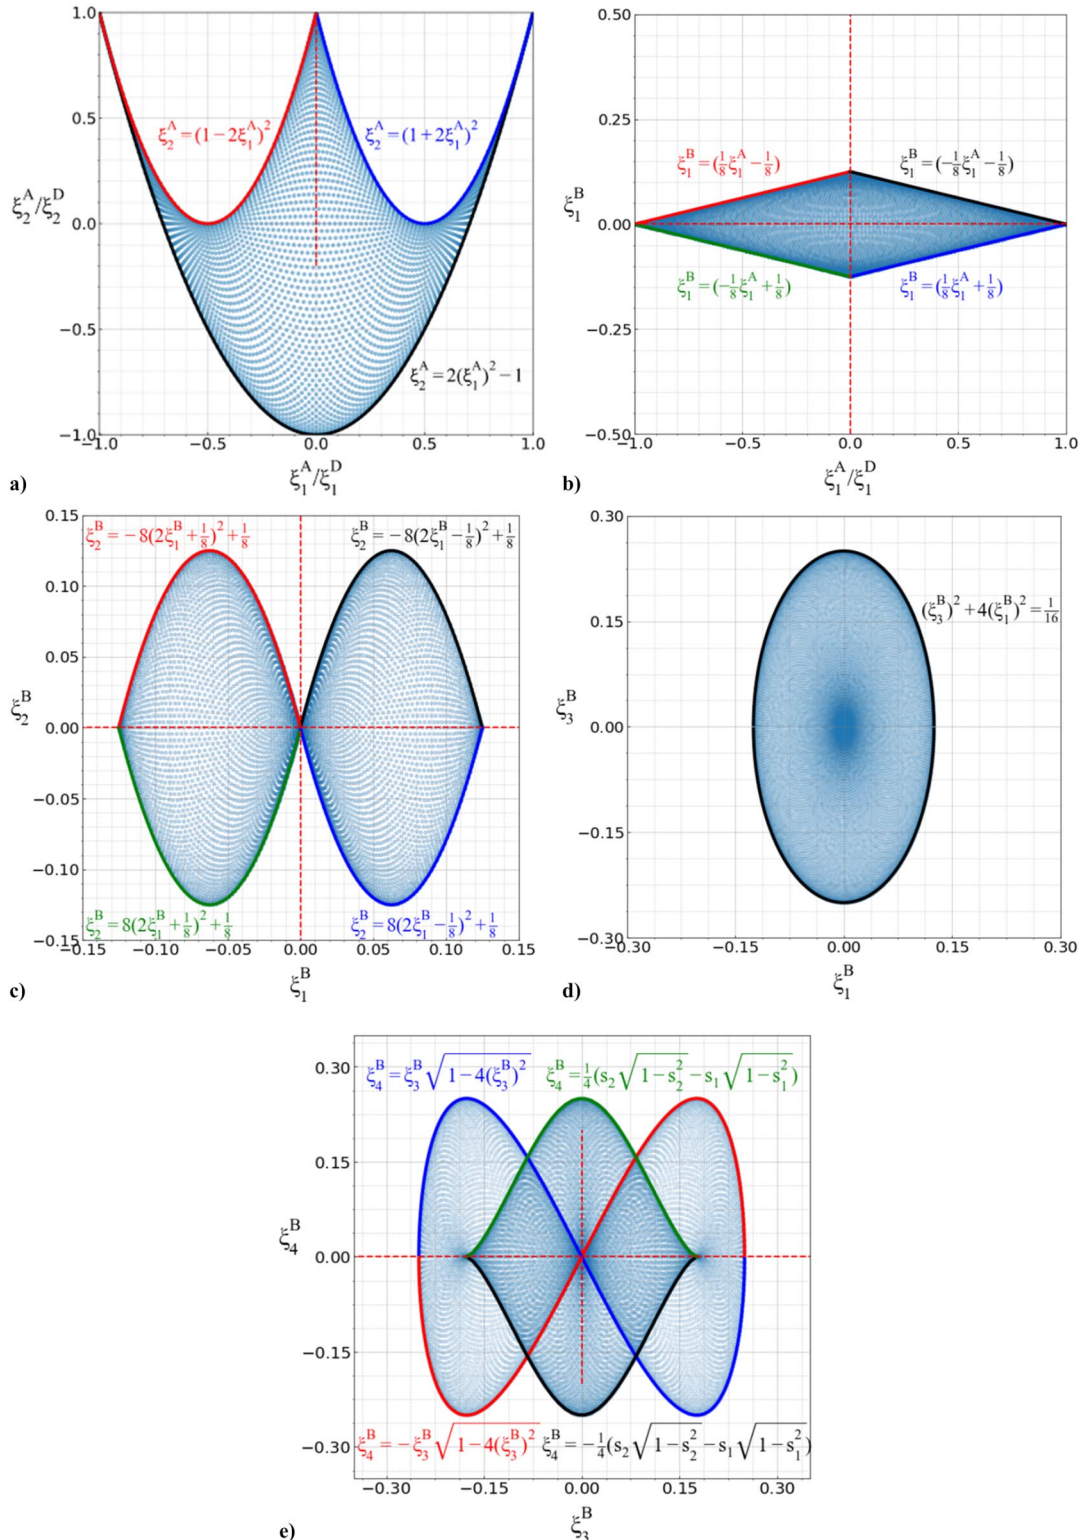 1.0
0.5
0.0
−0.5
−1.0
ξ₂ᴬ/ξ₂ᴰ
ξ₂ᴬ=(1−2ξ₁ᴬ)²
ξ₂ᴬ=(1+2ξ₁ᴬ)²
ξ₂ᴬ=2(ξ₁ᴬ)²−1
−1.0 −0.5 0.0 0.5 1.0
ξ₁ᴬ/ξ₁ᴰ
a)
0.50
0.25
0.00
−0.25
−0.50
ξ₁ᴮ
ξ₁ᴮ=(1/8 ξ₁ᴬ−1/8)
ξ₁ᴮ=(−1/8 ξ₁ᴬ−1/8)
ξ₁ᴮ=(−1/8 ξ₁ᴬ+1/8)
ξ₁ᴮ=(1/8 ξ₁ᴬ+1/8)
−1.0 −0.5 0.0 0.5 1.0
ξ₁ᴬ/ξ₁ᴰ
b)
0.15
0.10
0.05
0.00
−0.05
−0.10
−0.15
ξ₂ᴮ
ξ₂ᴮ=−8(2ξ₁ᴮ+1/8)²+1/8
ξ₂ᴮ=−8(2ξ₁ᴮ−1/8)²+1/8
ξ₂ᴮ=8(2ξ₁ᴮ+1/8)²+1/8
ξ₂ᴮ=8(2ξ₁ᴮ−1/8)²+1/8
−0.15 −0.10 −0.05 0.00 0.05 0.10 0.15
ξ₁ᴮ
c)
0.30
0.15
0.00
−0.15
−0.30
ξ₃ᴮ
(ξ₃ᴮ)²+4(ξ₁ᴮ)²=1/16
−0.30 −0.15 0.00 0.15 0.30
ξ₁ᴮ
d)
0.30
0.15
0.00
−0.15
−0.30
ξ₄ᴮ
ξ₄ᴮ=ξ₃ᴮ√(1−4(ξ₃ᴮ)²)
ξ₄ᴮ=1/4(s₂√(1−s₂²)−s₁√(1−s₁²))
ξ₄ᴮ=−ξ₃ᴮ√(1−4(ξ₃ᴮ)²)
ξ₄ᴮ=−1/4(s₂√(1−s₂²)−s₁√(1−s₁²))
−0.30 −0.15 0.00 0.15 0.30
ξ₃ᴮ
e)